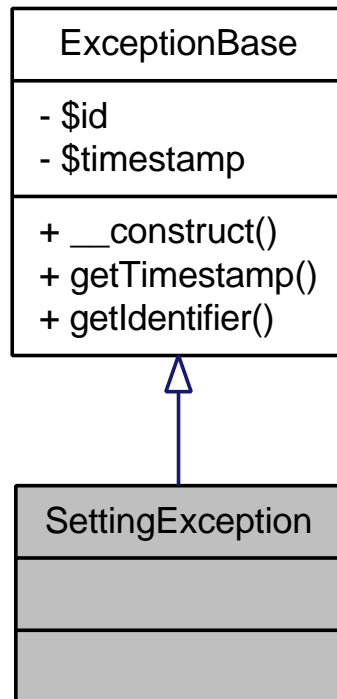 ExceptionBase
- $id
- $timestamp
+ __construct()
+ getTimestamp()
+ getIdentifier()
SettingException